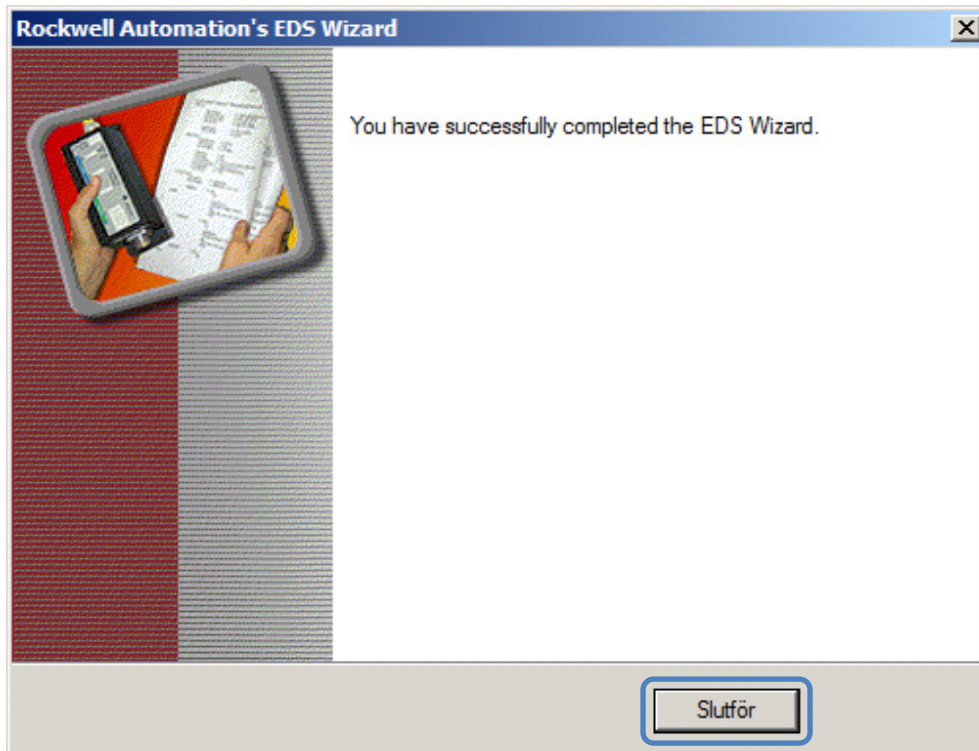 Rockwell Automation's EDS Wizard
You have successfully completed the EDS Wizard.
Slutför